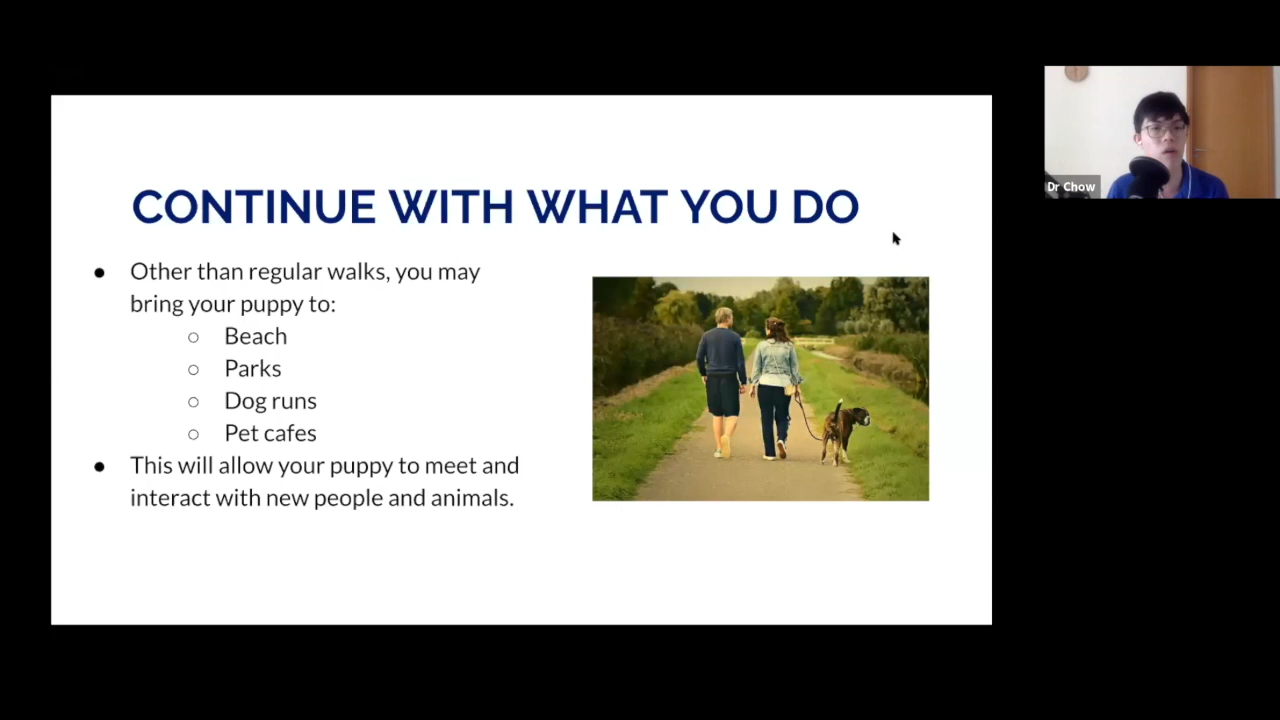 CONTINUE WITH WHAT YOU DO
● Other than regular walks, you may
bring your puppy to:
○ Beach
○ Parks
○ Dog runs
○ Pet cafes
● This will allow your puppy to meet and
interact with new people and animals.
Dr Chow